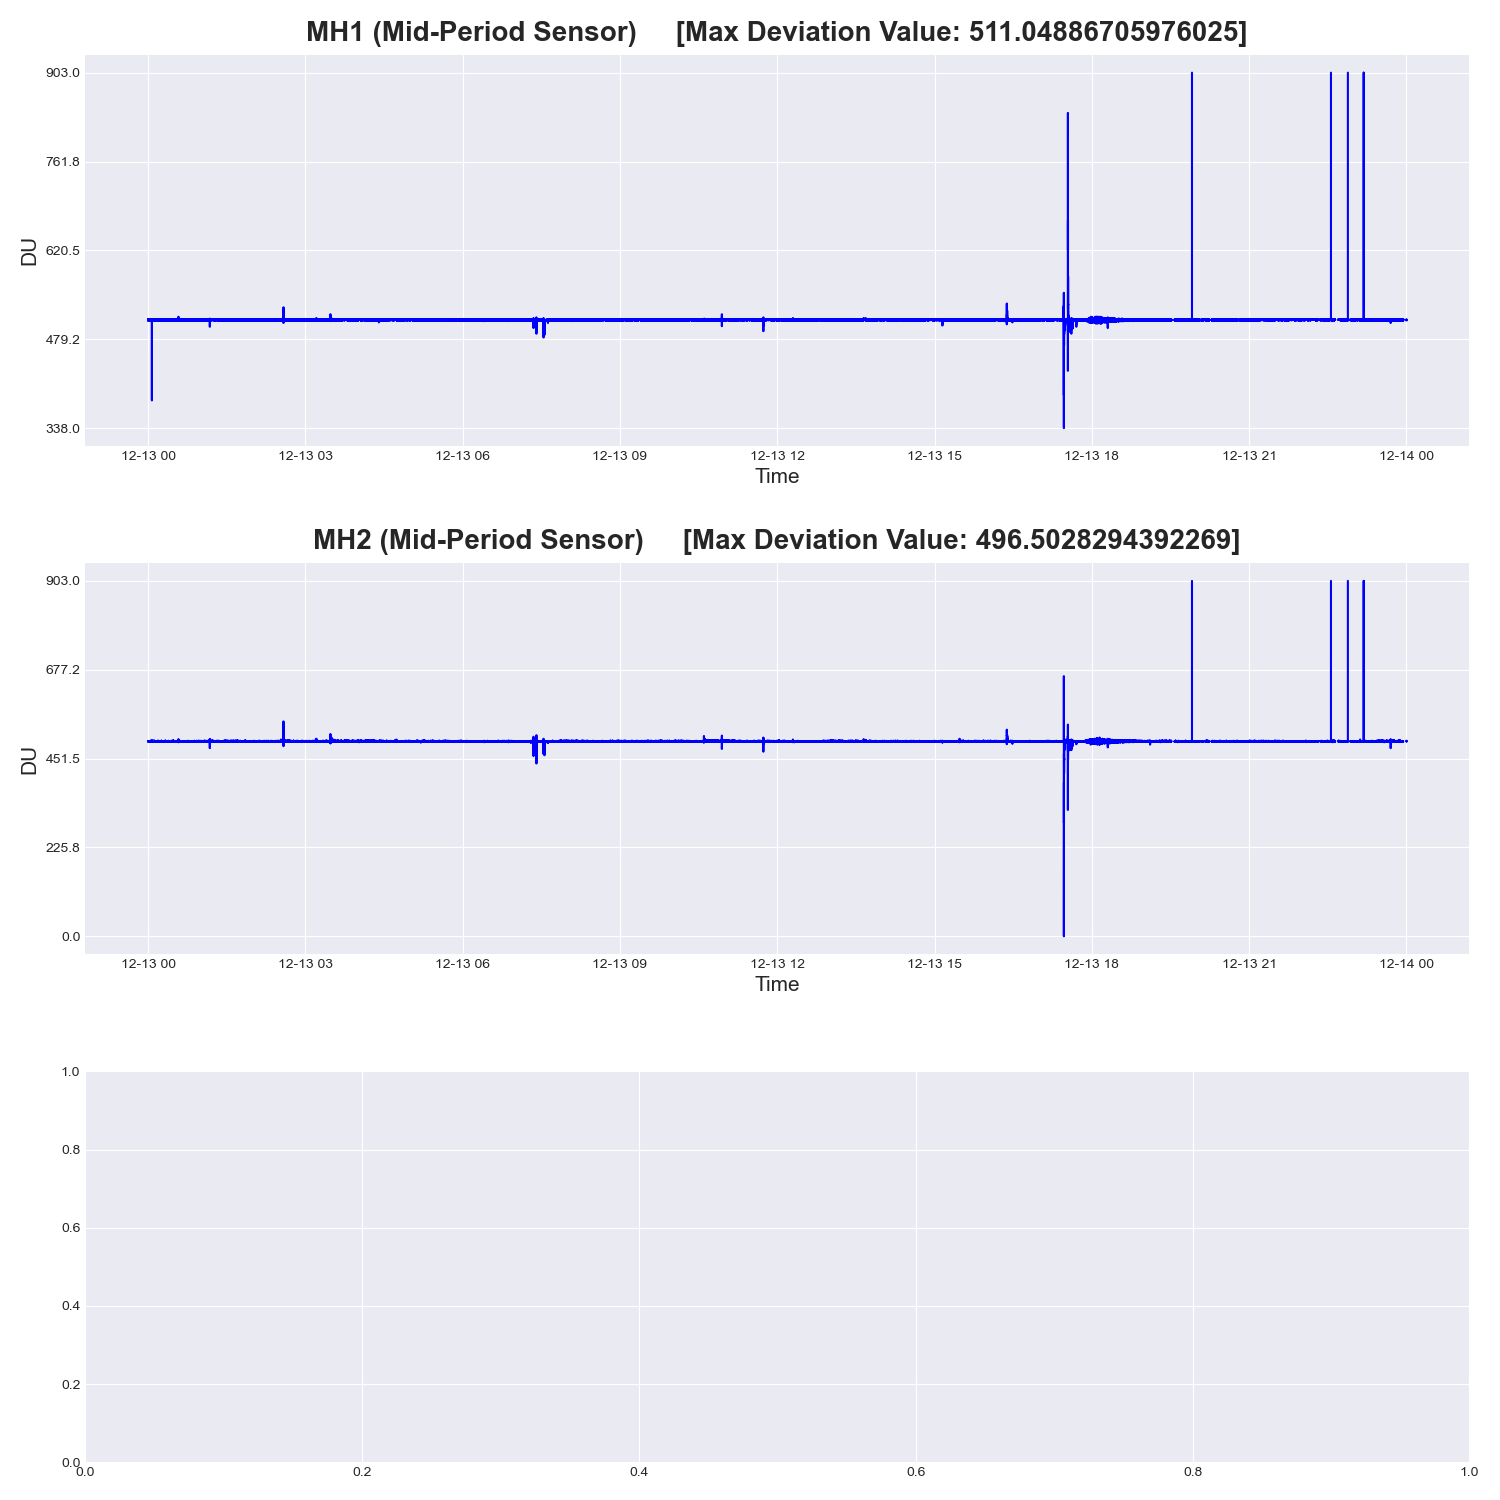 MH1 (Mid-Period Sensor) [Max Deviation Value: 511.04886705976025]
903.0
761.8
620.5
479.2
338.0
DU
12-13 00 12-13 03 12-13 06 12-13 09 12-13 12 12-13 15 12-13 18 12-13 21 12-14 00
Time
MH2 (Mid-Period Sensor) [Max Deviation Value: 496.5028294392269]
903.0
677.2
451.5
225.8
0.0
DU
12-13 00 12-13 03 12-13 06 12-13 09 12-13 12 12-13 15 12-13 18 12-13 21 12-14 00
Time
1.0
0.8
0.6
0.4
0.2
0.0
0.0 0.2 0.4 0.6 0.8 1.0